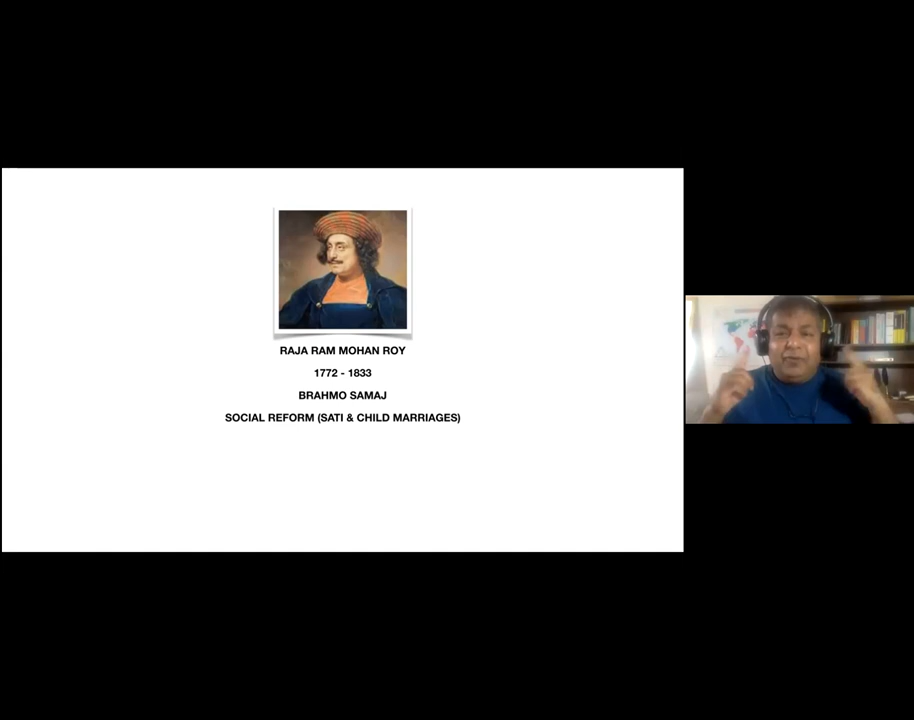 RAJA RAM MOHAN ROY
1772 - 1833
BRAHMO SAMAJ
SOCIAL REFORM (SATI & CHILD MARRIAGES)